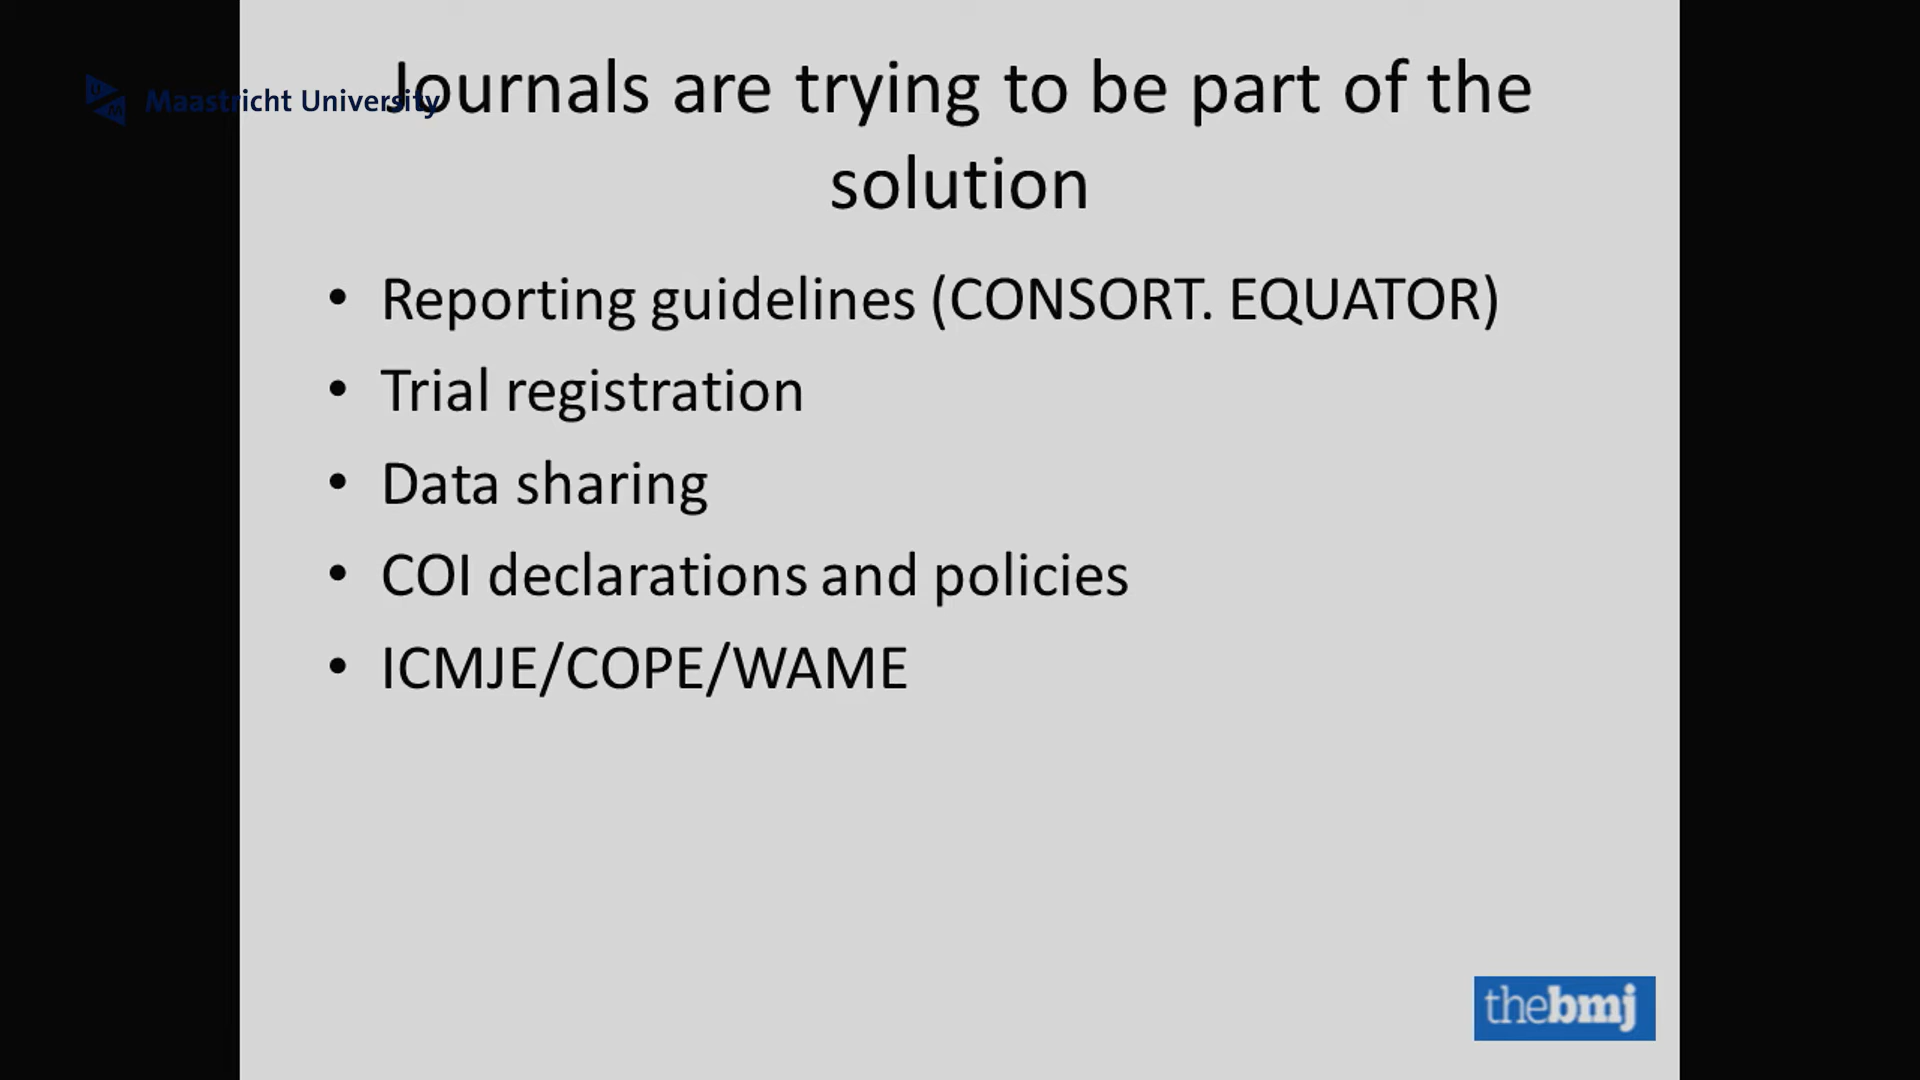 Maastricht University
Journals are trying to be part of the
solution
• Reporting guidelines (CONSORT. EQUATOR)
• Trial registration
• Data sharing
• COI declarations and policies
• ICMJE/COPE/WAME
thebmj